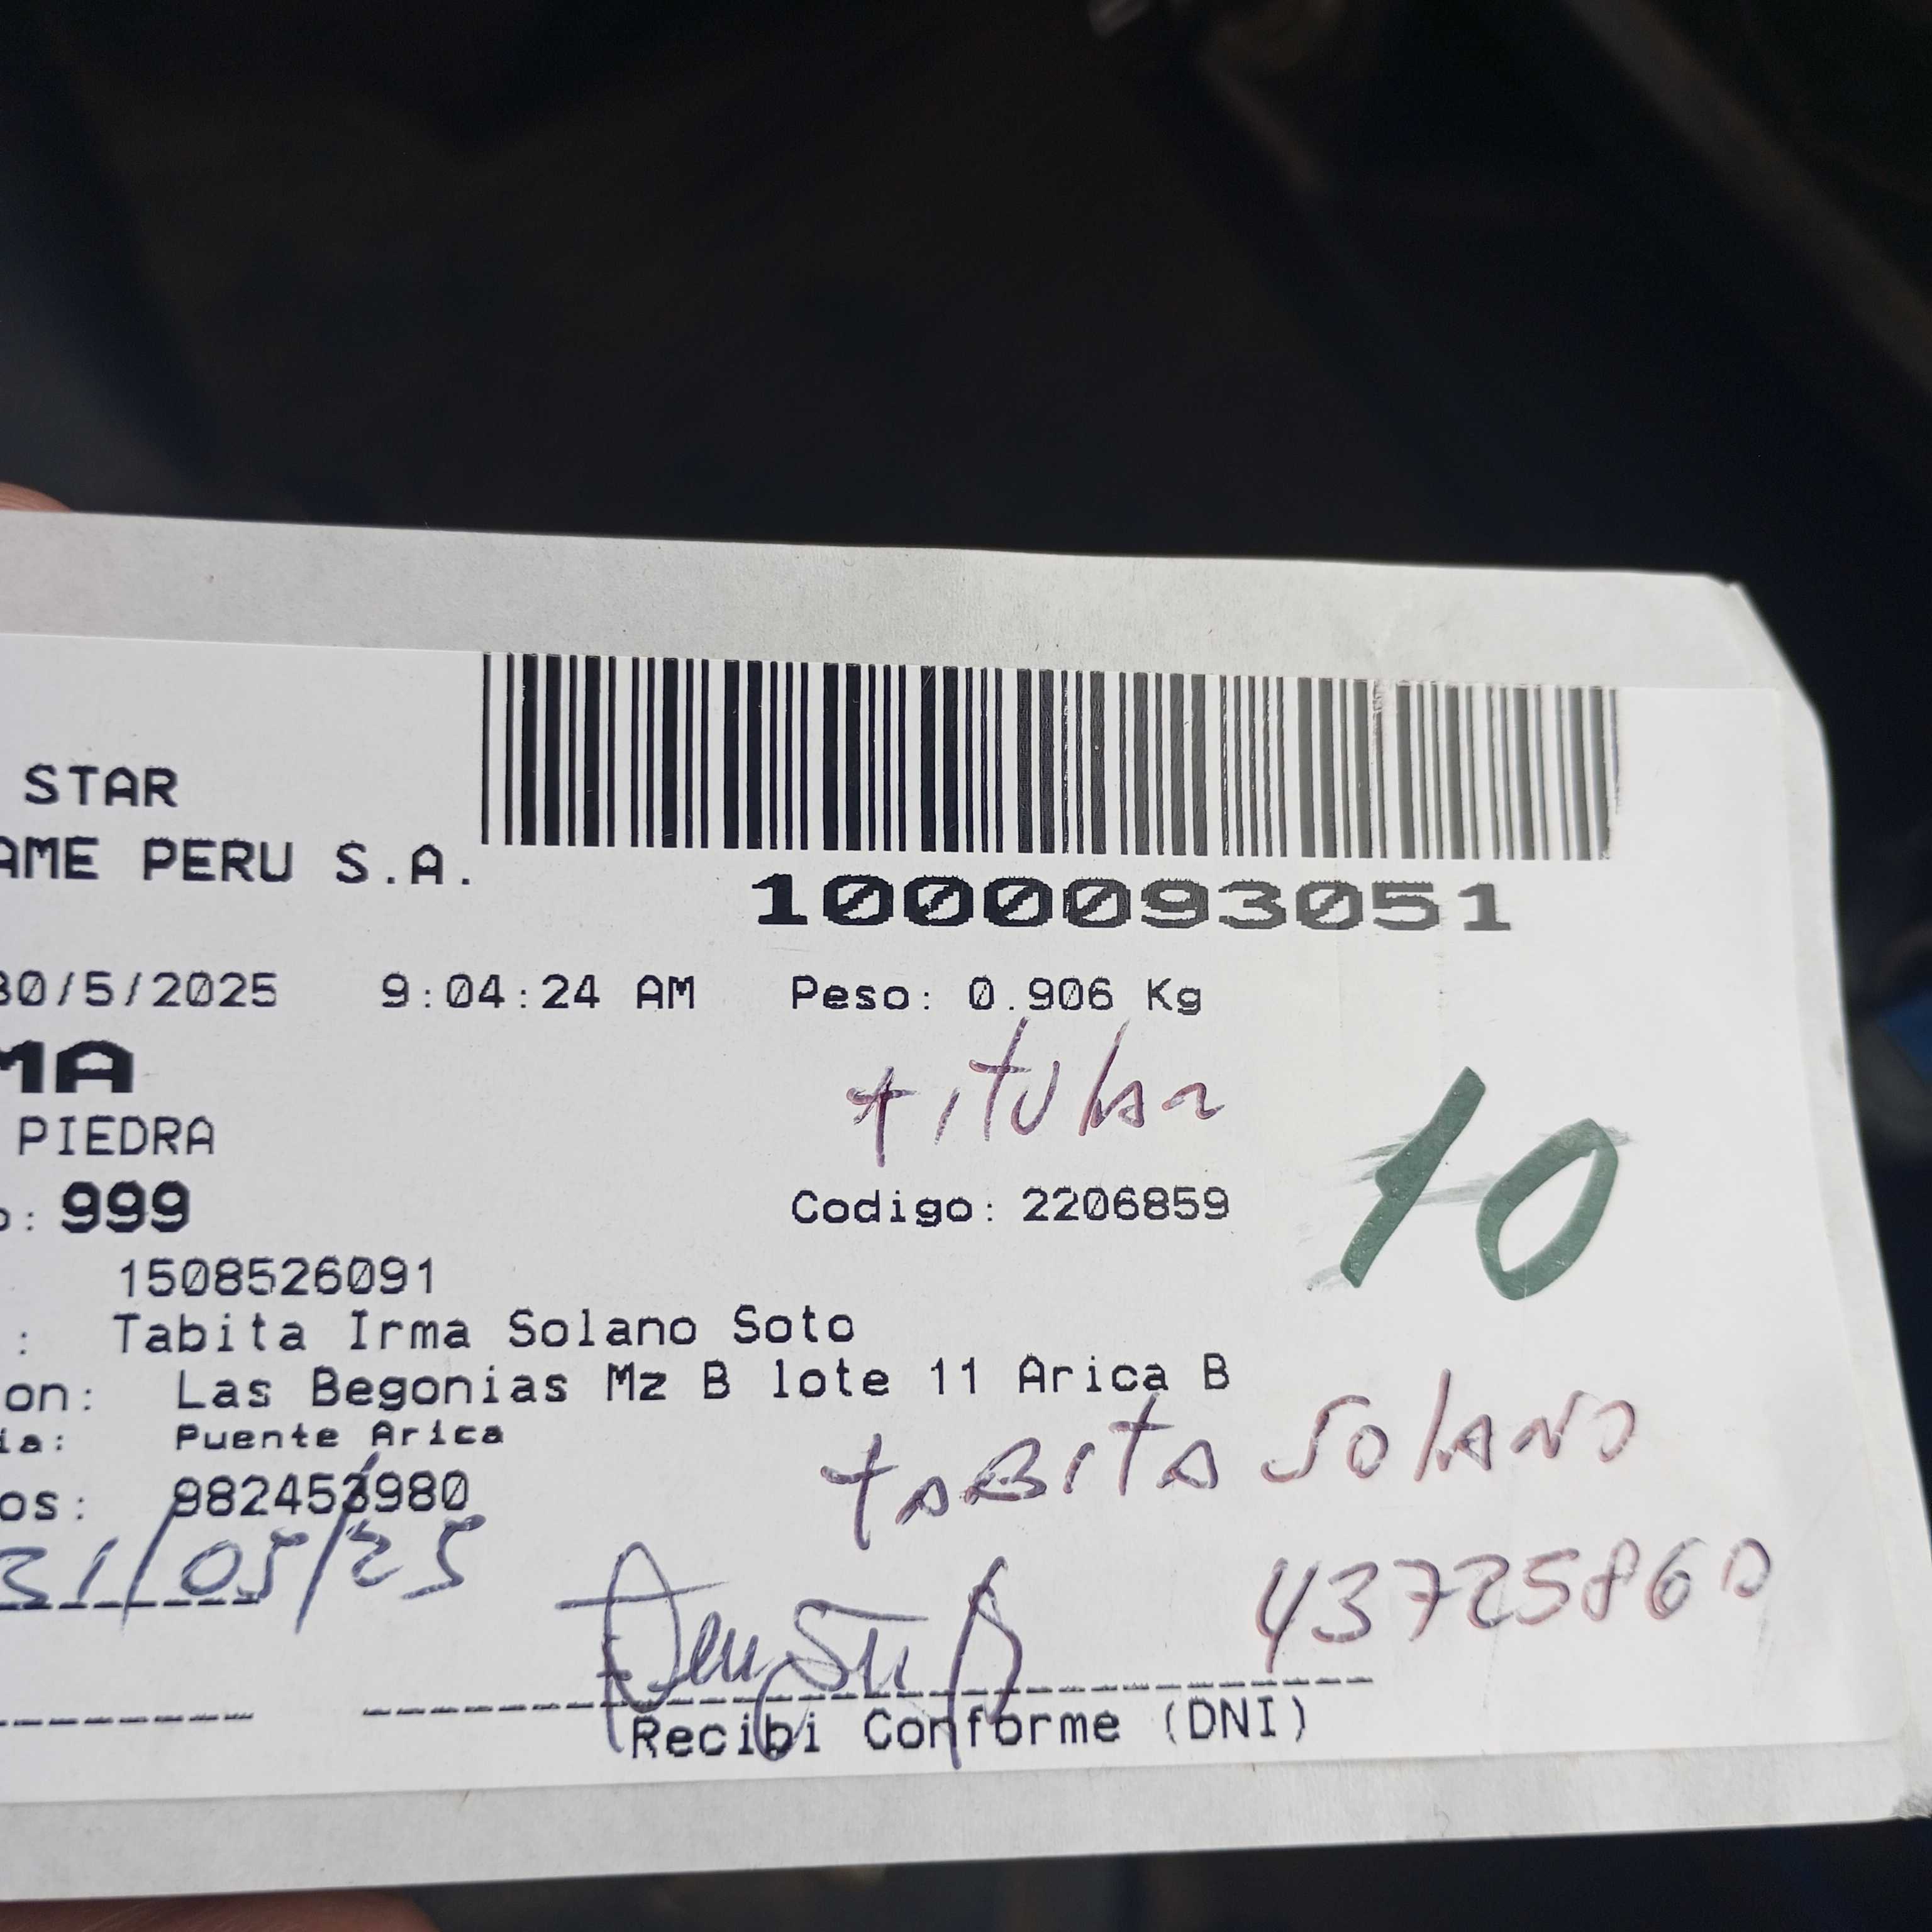 STAR
AME PERU S.A.
1000093051
30/5/2025 9:04:24 AM Peso: 0.906 Kg
MA
titular
PIEDRA
o: 999
Codigo: 2206859
10
1508526091
: Tabita Irma Solano Soto
on: Las Begonias Mz B lote 11 Arica B
ia: Puente Arica
tABitA SolANO
os: 982453980
31/05/25
43725860
Recibi Conforme (DNI)